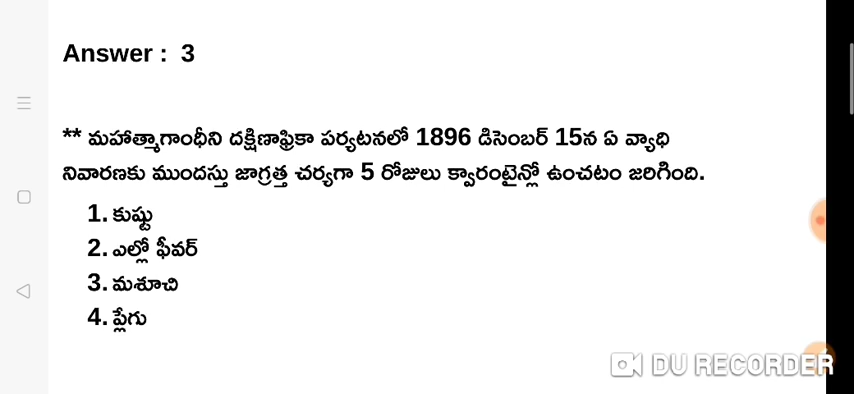 Answer : 3
** మహాత్మాగాంధీని దక్షిణాఫ్రికా పర్యటనలో 1896 డిసెంబర్ 15న ఏ వ్యాధి
నివారణకు ముందస్తు జాగ్రత్త చర్యగా 5 రోజులు క్వారంటైన్లో ఉంచటం జరిగింది.
1. కుష్టు
2. ఎల్లో ఫీవర్
3. మశూచి
4. ప్లేగు
DU RECORDER